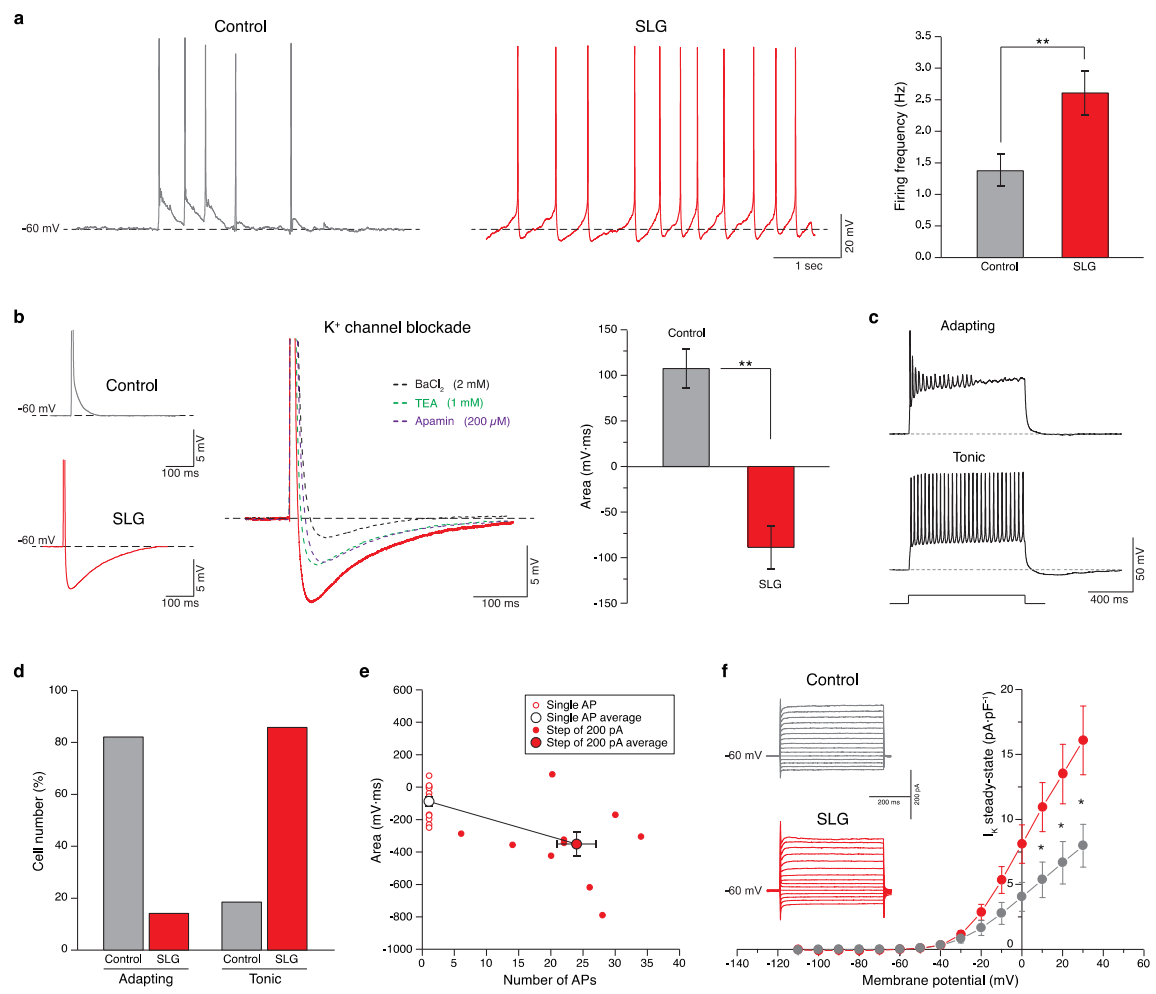 a
Control
SLG
-60 mV
20 mV
1 sec
Firing frequency (Hz)
3.5
3.0
2.5
2.0
1.5
1.0
0.5
0.0
**
Control
SLG
b
Control
-60 mV
5 mV
100 ms
SLG
-60 mV
5 mV
100 ms
K⁺ channel blockade
BaCl₂ (2 mM)
TEA (1 mM)
Apamin (200 µM)
5 mV
100 ms
Area (mV·ms)
150
100
50
0
-50
-100
-150
Control
**
SLG
c
Adapting
Tonic
50 mV
400 ms
d
Cell number (%)
100
80
60
40
20
0
Control
SLG
Control
SLG
Adapting
Tonic
e
Area (mV·ms)
600
400
200
0
-200
-400
-600
-800
-1000
Single AP
Single AP average
Step of 200 pA
Step of 200 pA average
0
5
10
15
20
25
30
35
40
Number of APs
f
Control
-60 mV
200 pA
200 ms
SLG
-60 mV
I_K steady-state (pA·pF⁻¹)
20
15
10
5
0
*
*
*
-140
-120
-100
-80
-60
-40
-20
0
20
40
60
Membrane potential (mV)